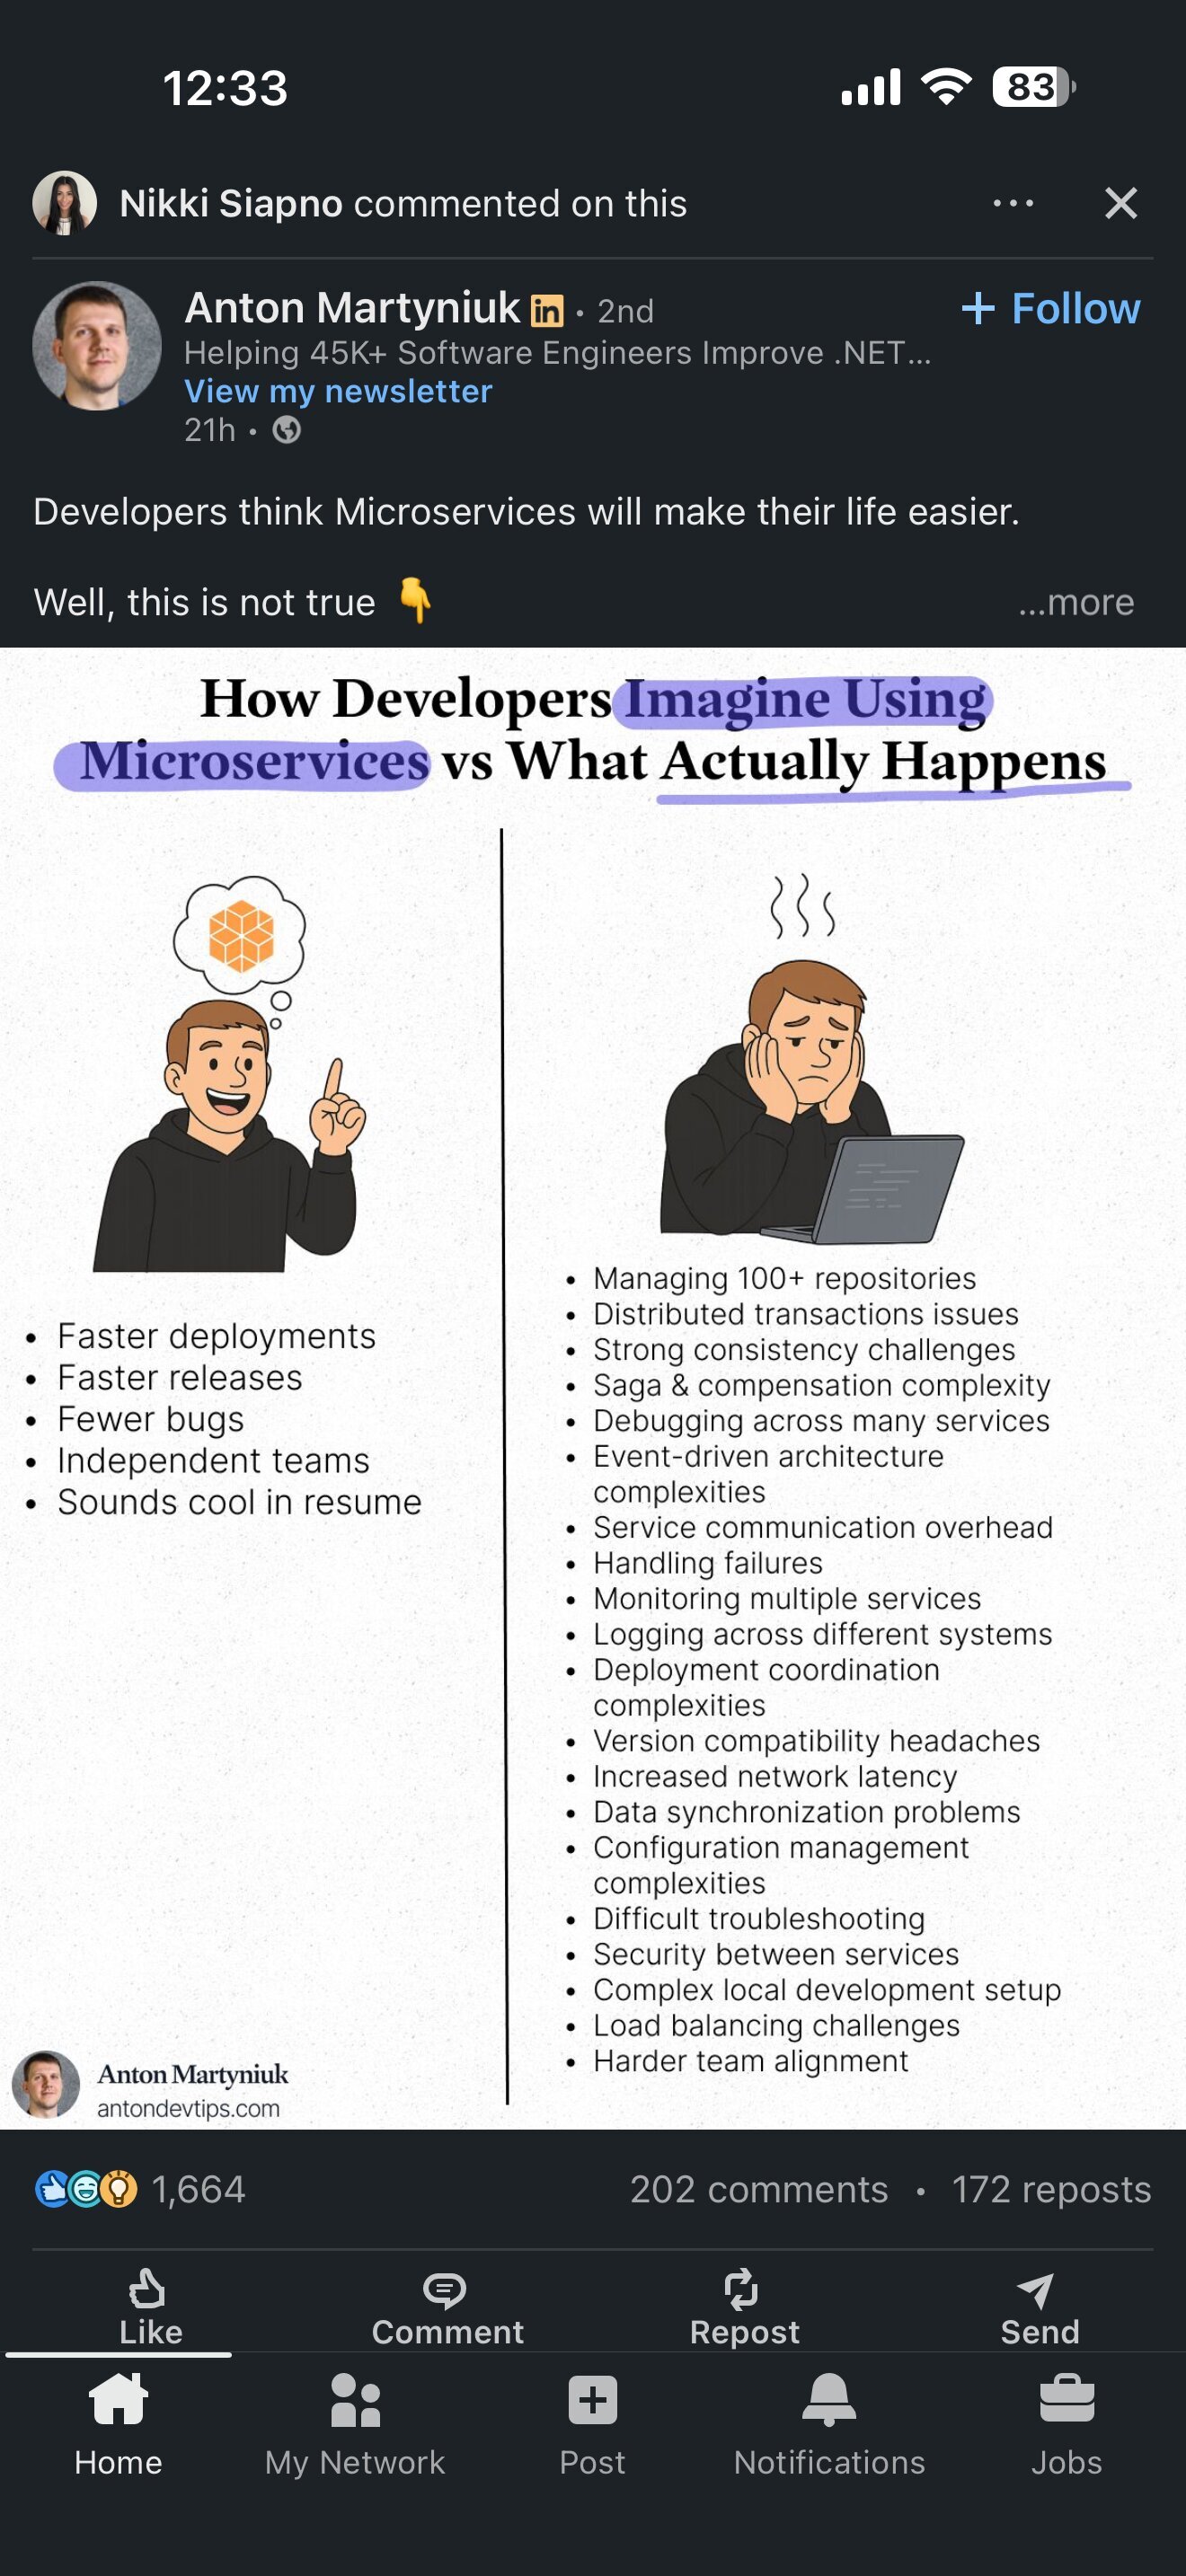 12:33
83
Nikki Siapno commented on this
Anton Martyniuk in • 2nd
+ Follow
Helping 45K+ Software Engineers Improve .NET...
View my newsletter
21h •
Developers think Microservices will make their life easier.
Well, this is not true 👇
...more
How Developers Imagine Using
Microservices vs What Actually Happens
• Faster deployments
• Faster releases
• Fewer bugs
• Independent teams
• Sounds cool in resume
• Managing 100+ repositories
• Distributed transactions issues
• Strong consistency challenges
• Saga & compensation complexity
• Debugging across many services
• Event-driven architecture
complexities
• Service communication overhead
• Handling failures
• Monitoring multiple services
• Logging across different systems
• Deployment coordination
complexities
• Version compatibility headaches
• Increased network latency
• Data synchronization problems
• Configuration management
complexities
• Difficult troubleshooting
• Security between services
• Complex local development setup
• Load balancing challenges
• Harder team alignment
Anton Martyniuk
antondevtips.com
1,664
202 comments • 172 reposts
Like
Comment
Repost
Send
Home
My Network
Post
Notifications
Jobs